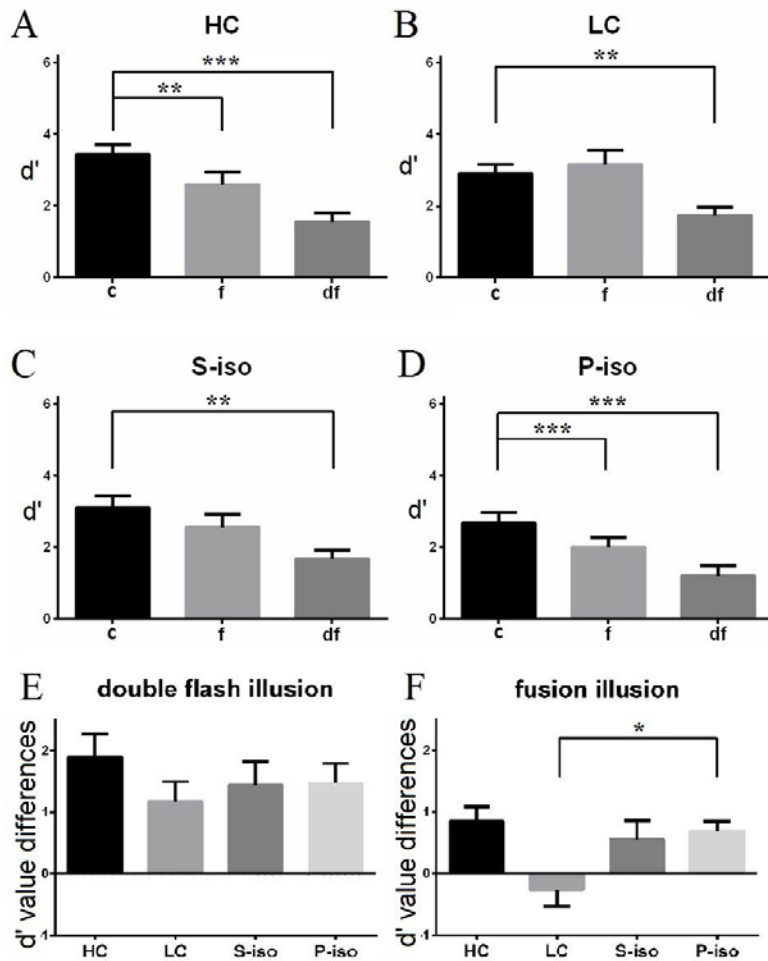 A
HC
6
4
2
0
d'
***
**
c f df
B
LC
6
4
2
0
d'
**
c f df
C
S-iso
6
4
2
0
d'
**
c f df
D
P-iso
6
4
2
0
d'
***
***
c f df
E
double flash illusion
d' value differences
2
1
0
-1
HC LC S-iso P-iso
F
fusion illusion
d' value differences
2
1
0
-1
*
HC LC S-iso P-iso